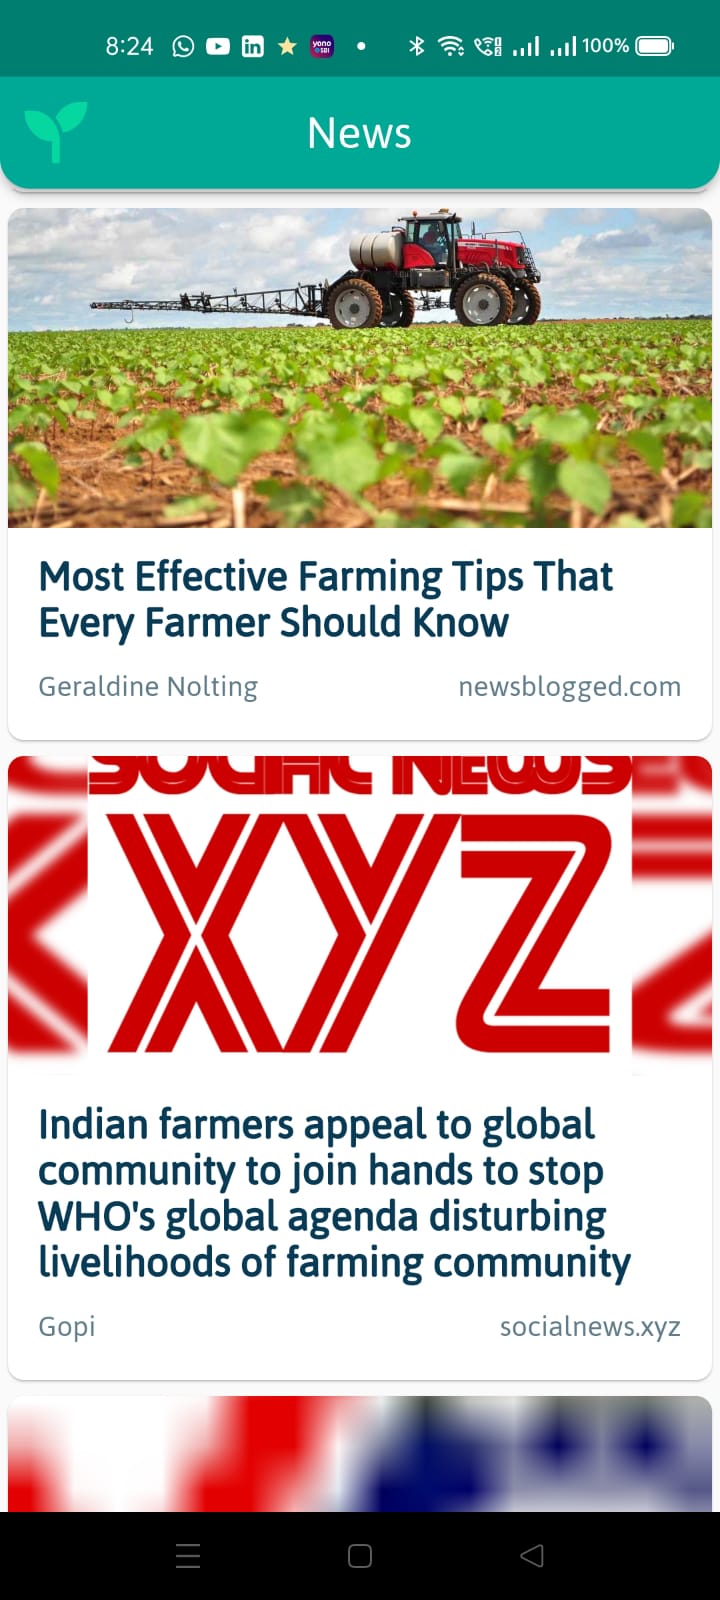 8:24
yono
SBI
100%
News
Most Effective Farming Tips That
Every Farmer Should Know
Geraldine Nolting
newsblogged.com
SOCIAL NEWS
XYZ
Indian farmers appeal to global
community to join hands to stop
WHO's global agenda disturbing
livelihoods of farming community
Gopi
socialnews.xyz